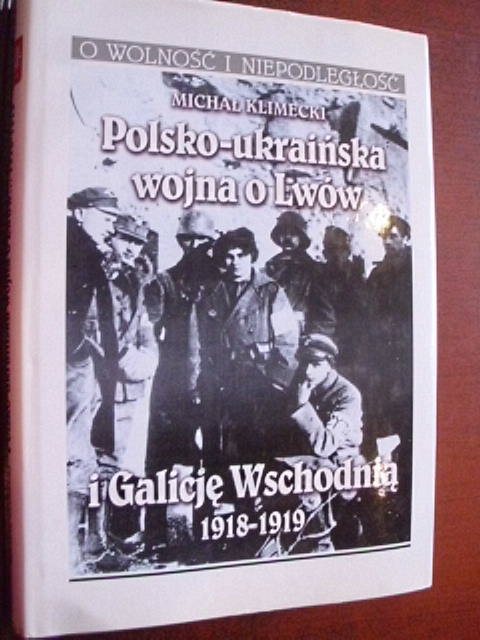 O WOLNOŚĆ I NIEPODLEGŁOŚĆ
MICHAŁ KLIMECKI
Polsko-ukraińska
wojna o Lwów
i Galicję Wschodnią
1918-1919